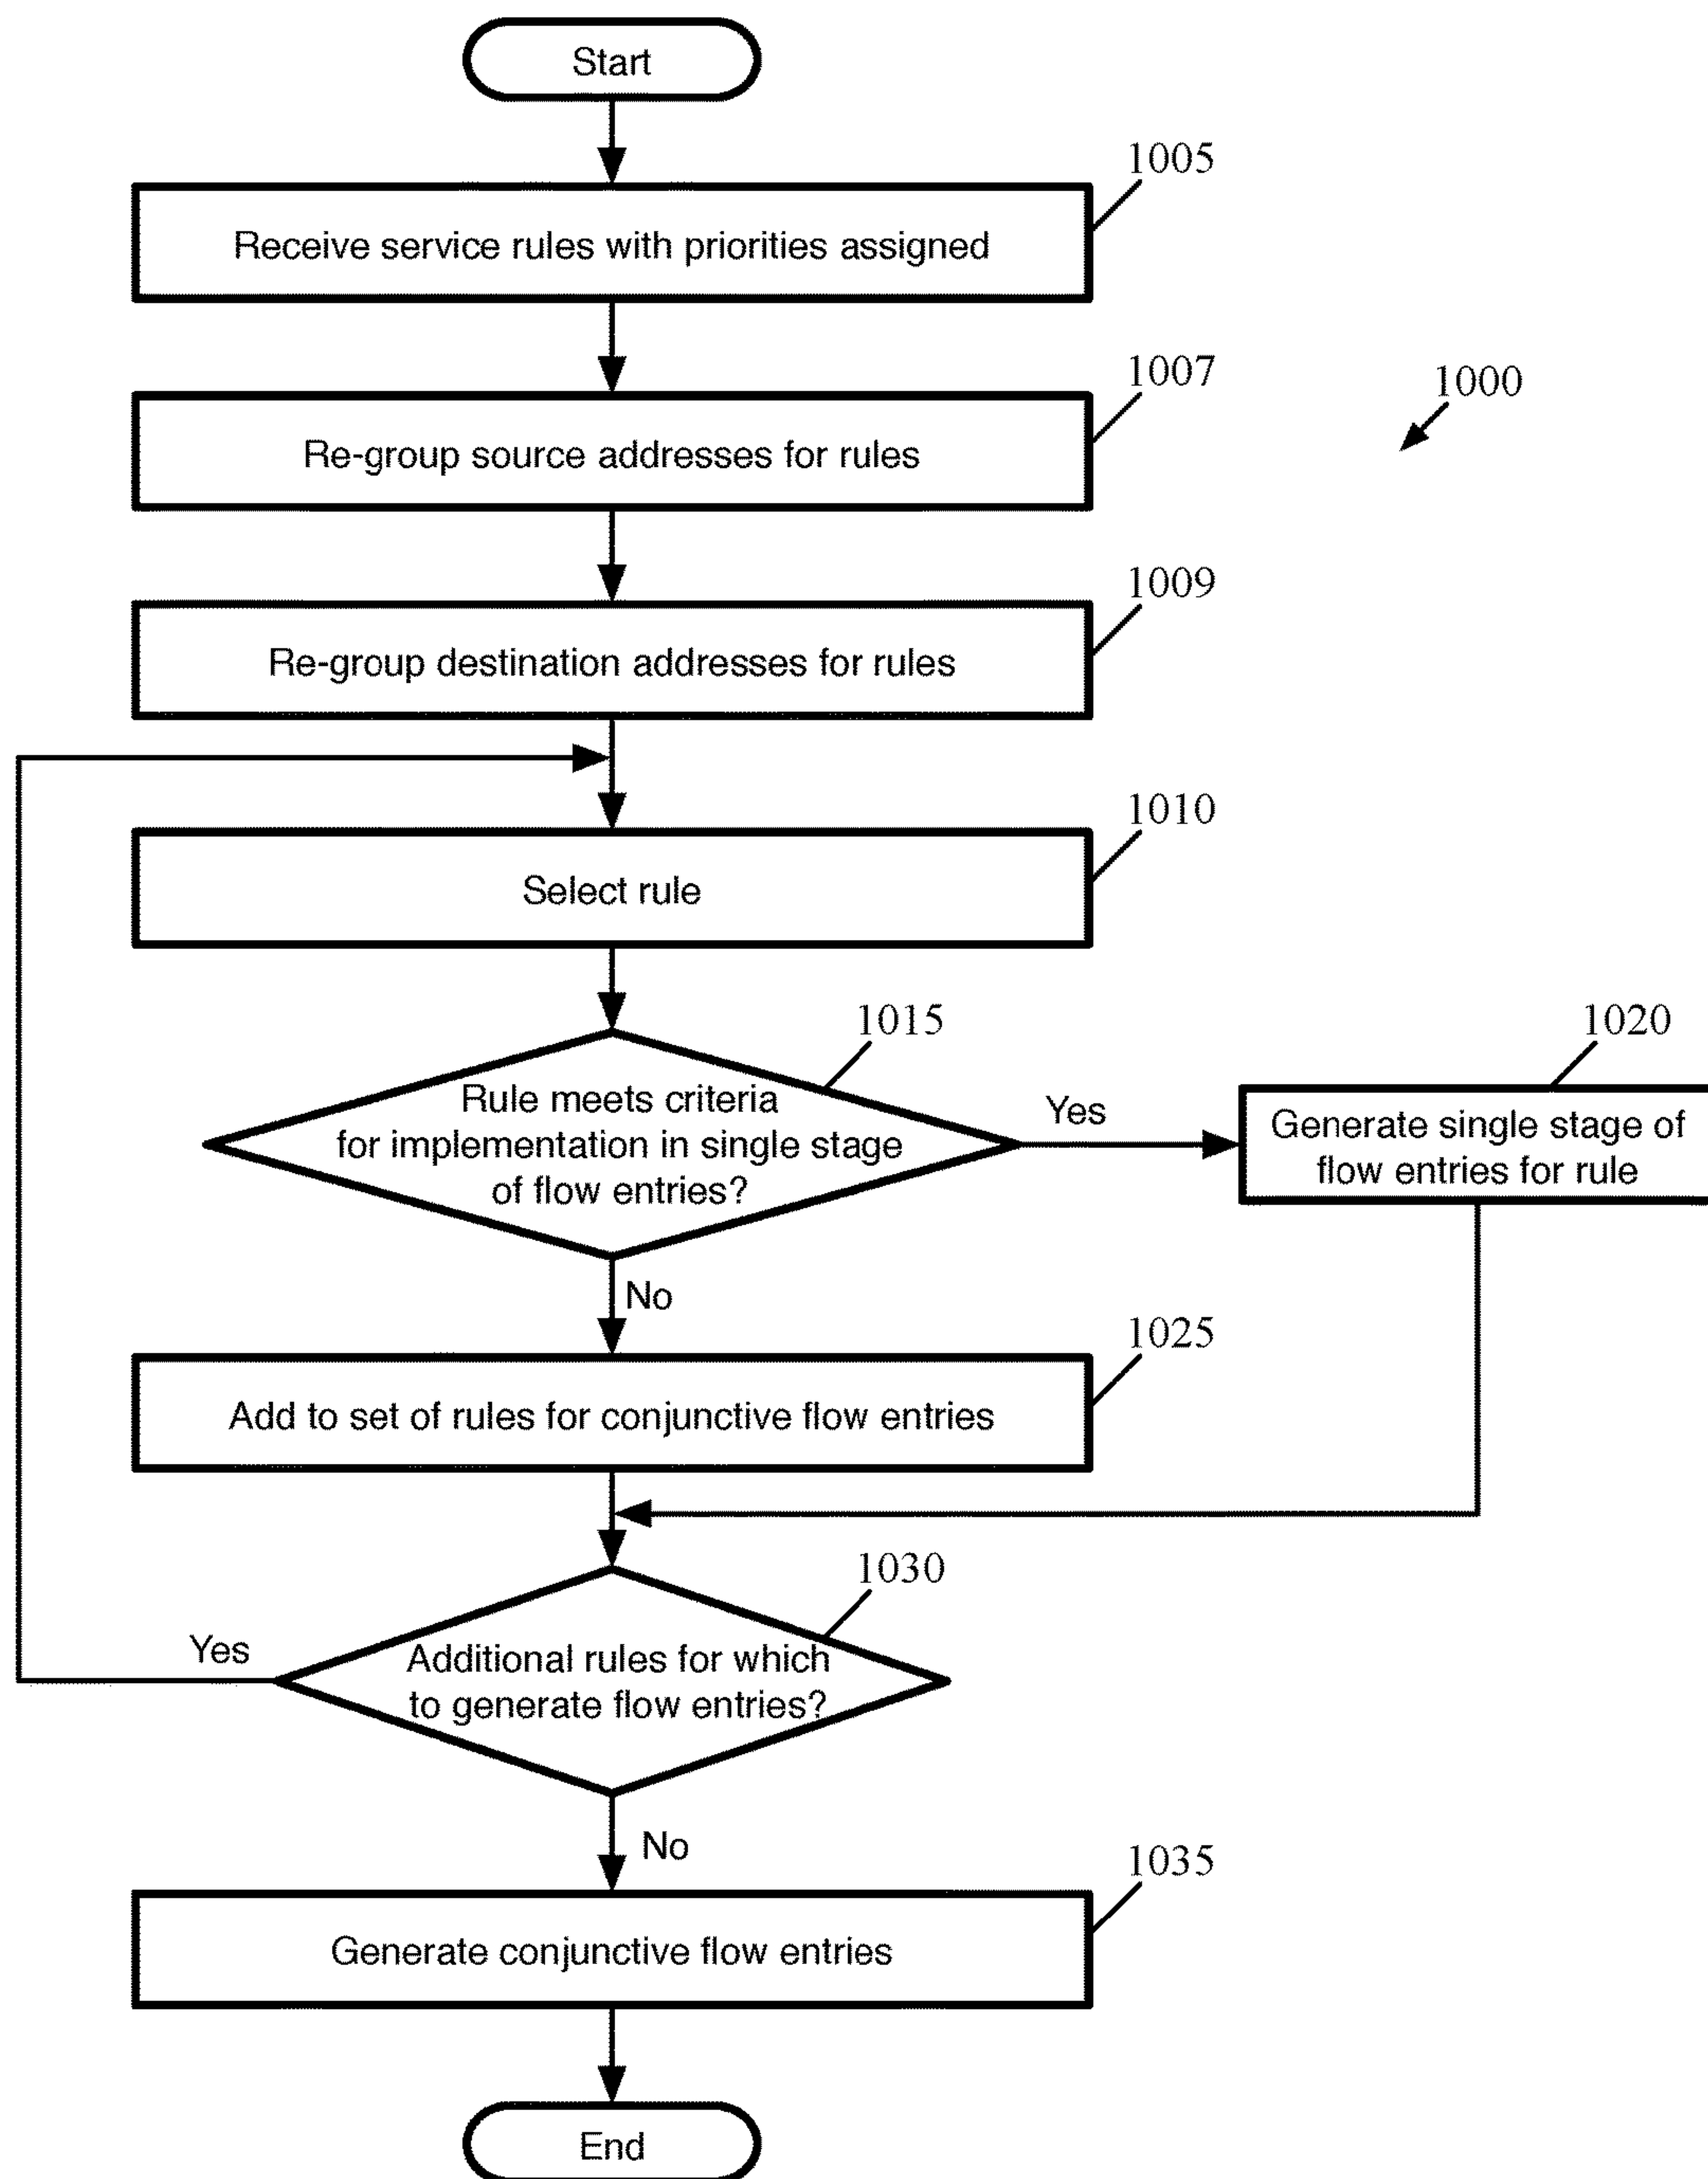 Start
1005
Receive service rules with priorities assigned
1007
1000
Re-group source addresses for rules
1009
Re-group destination addresses for rules
1010
Select rule
1015
1020
Rule meets criteria
for implementation in single stage
of flow entries?
Yes
Generate single stage of
flow entries for rule
No
1025
Add to set of rules for conjunctive flow entries
1030
Yes
Additional rules for which
to generate flow entries?
No
1035
Generate conjunctive flow entries
End